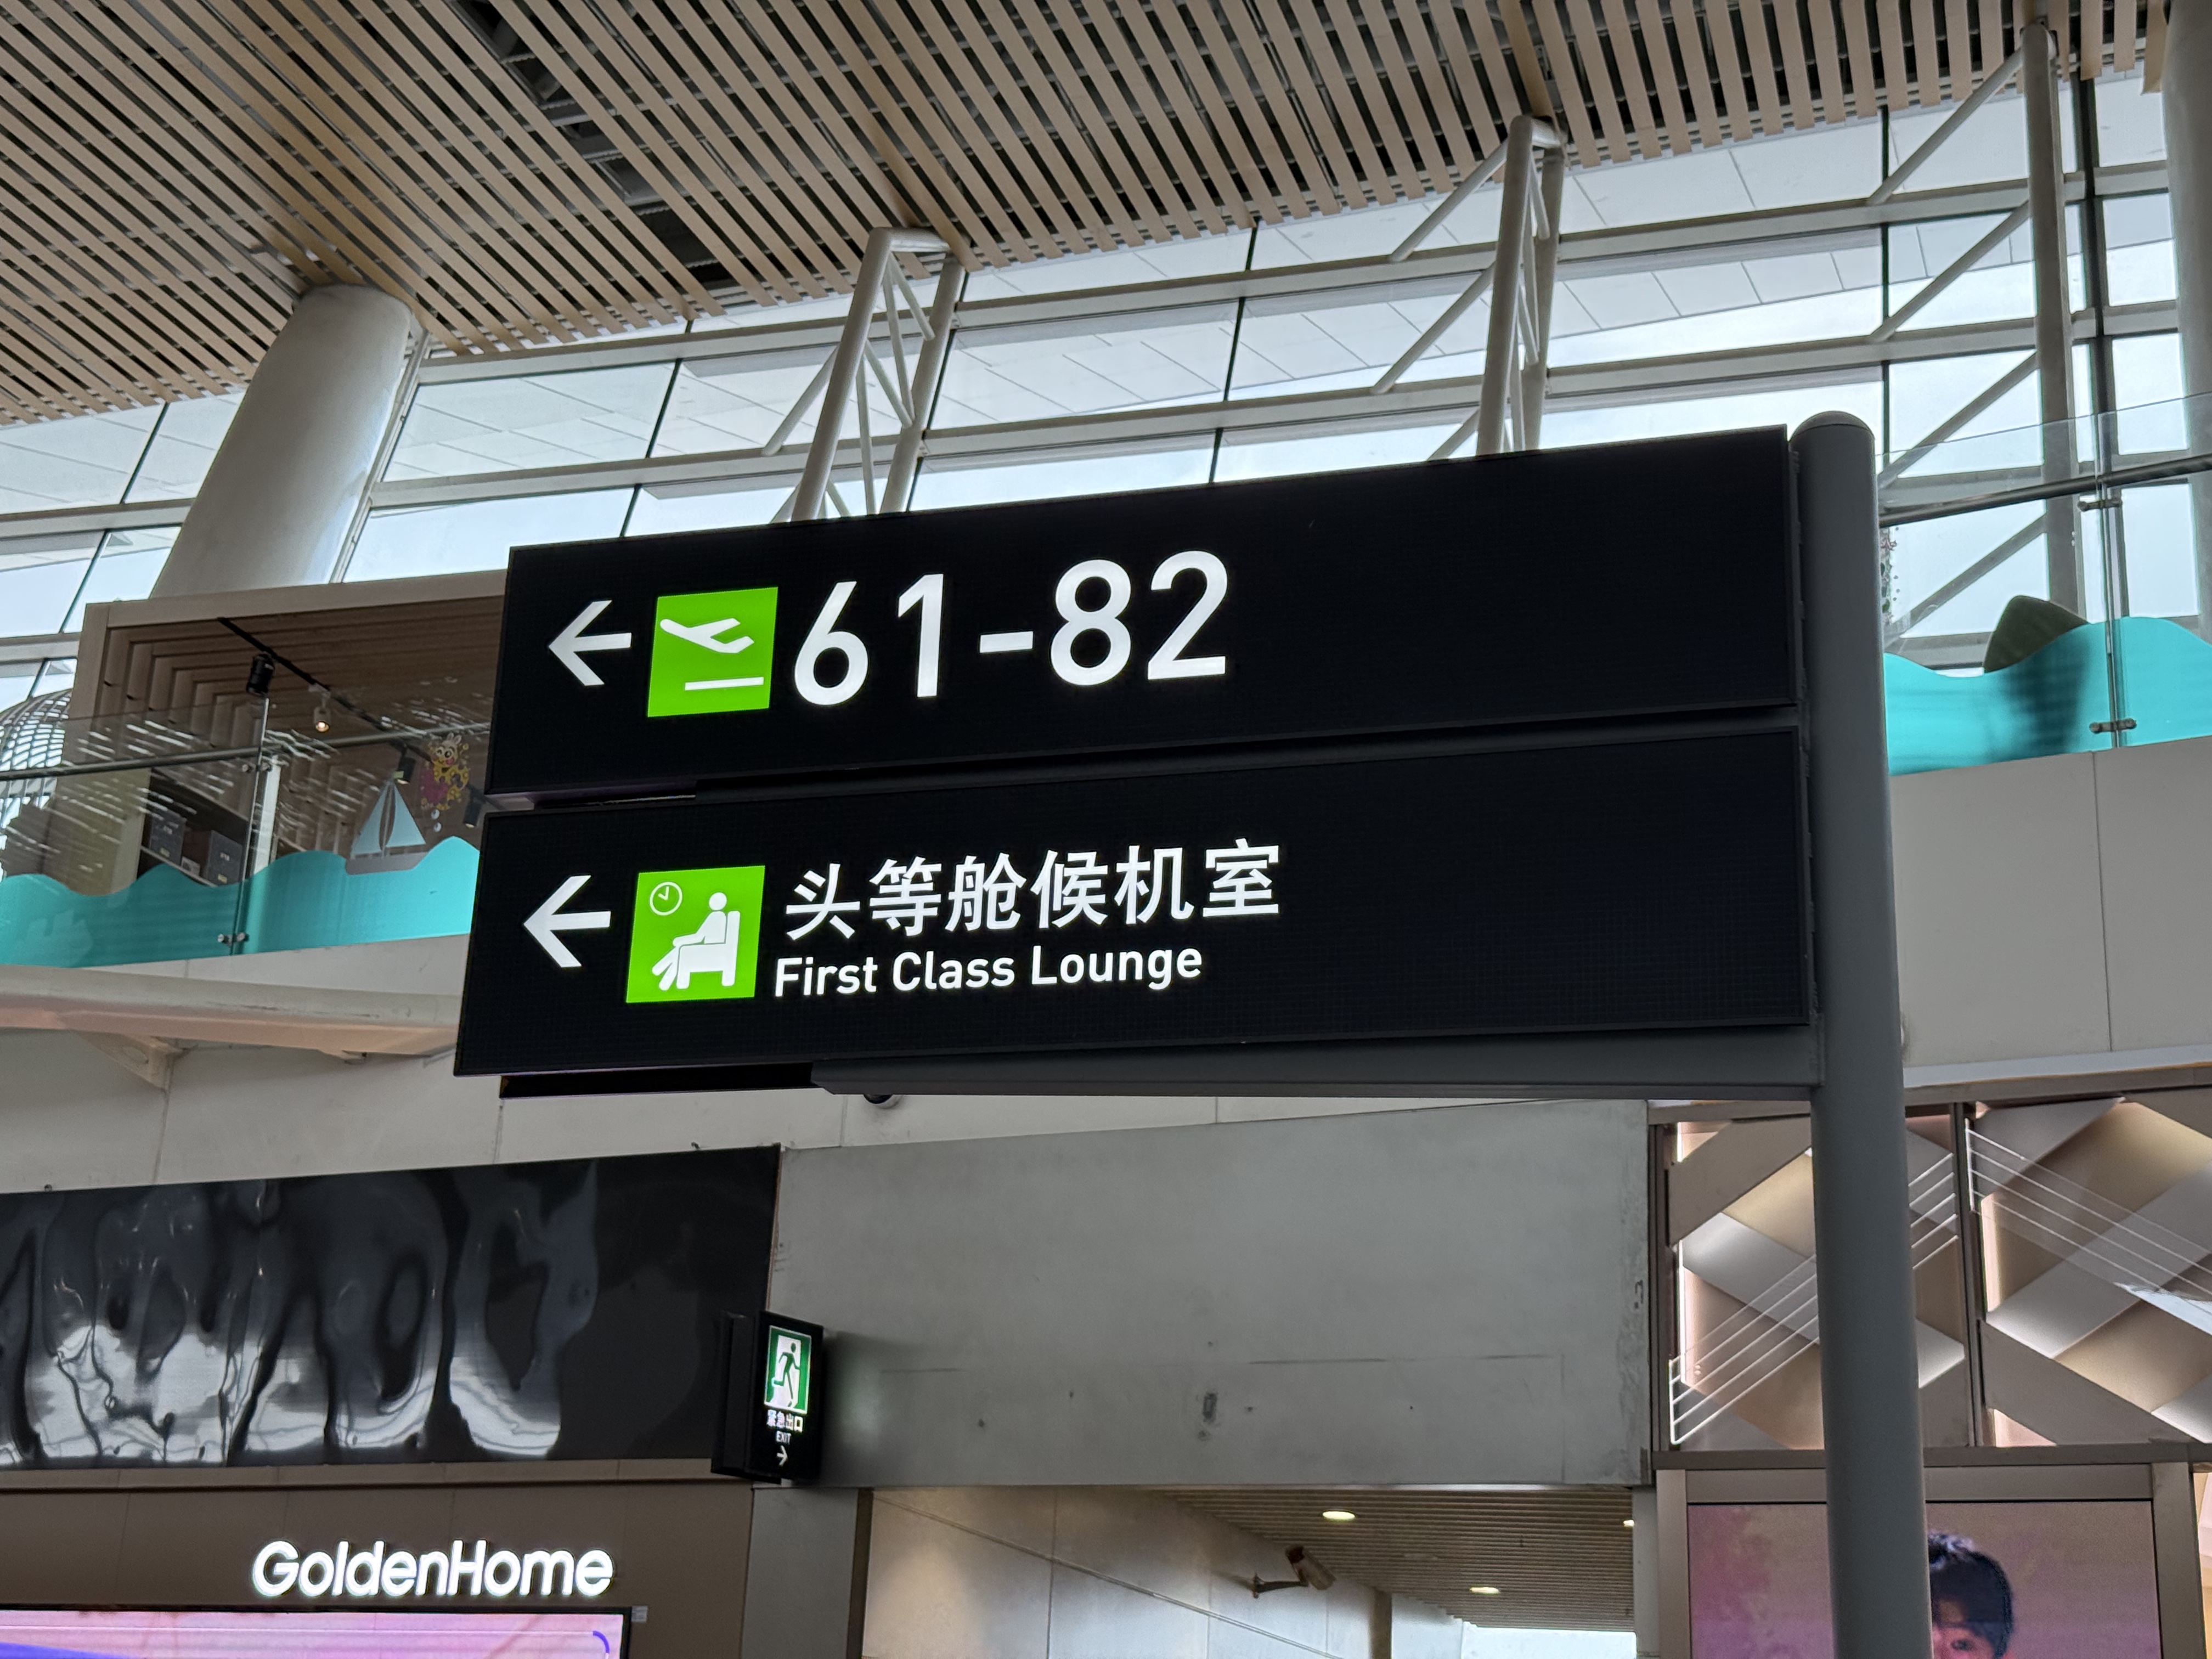 61-82
头等舱候机室
First Class Lounge
紧急出口
EXIT
GoldenHome